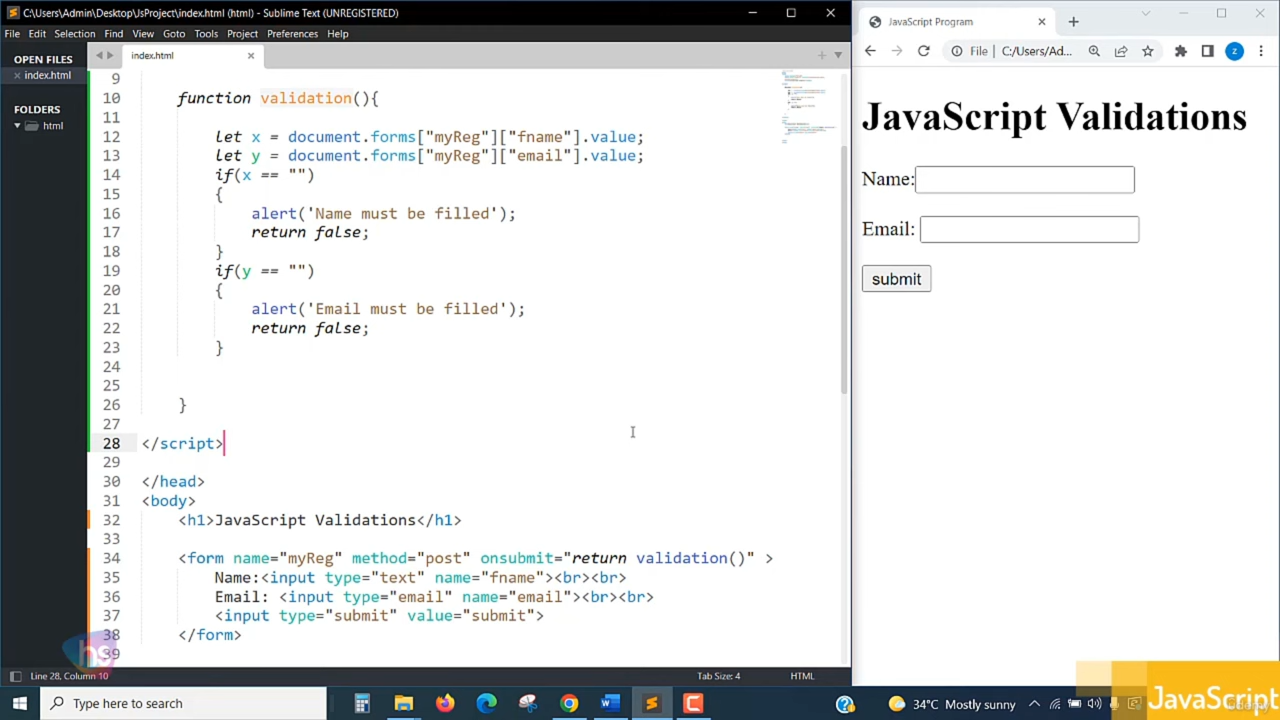 C:\Users\Admin\Desktop\JsProject\index.html (html) - Sublime Text (UNREGISTERED)
File Edit Selection Find View Goto Tools Project Preferences Help
OPEN FILES
index.html
FOLDERS
html
index.html
9
10 function validation(){
11
12 let x = document.forms["myReg"]["fname"].value;
13 let y = document.forms["myReg"]["email"].value;
14 if(x == "")
15 {
16 alert('Name must be filled');
17 return false;
18 }
19 if(y == "")
20 {
21 alert('Email must be filled');
22 return false;
23 }
24
25
26 }
27
28 </script>
29
30 </head>
31 <body>
32 <h1>JavaScript Validations</h1>
33
34 <form name="myReg" method="post" onsubmit="return validation()" >
35 Name:<input type="text" name="fname"><br><br>
36 Email: <input type="email" name="email"><br><br>
37 <input type="submit" value="submit">
38 </form>
39
Line 28, Column 10
Tab Size: 4
HTML
JavaScript Program
File
C:/Users/Ad...
z
JavaScript Validations
Name:
Email:
submit
Type here to search
34°C Mostly sunny
JavaScript